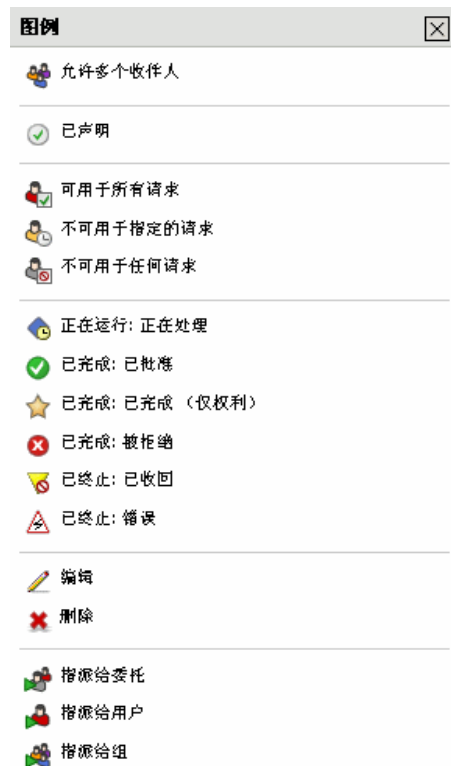 图例
允许多个收件人
已声明
可用于所有请求
不可用于指定的请求
不可用于任何请求
正在运行: 正在处理
已完成: 已批准
已完成: 已完成 （仅权利）
已完成: 被拒绝
已终止: 已收回
已终止: 错误
编辑
删除
指派给委托
指派给用户
指派给组